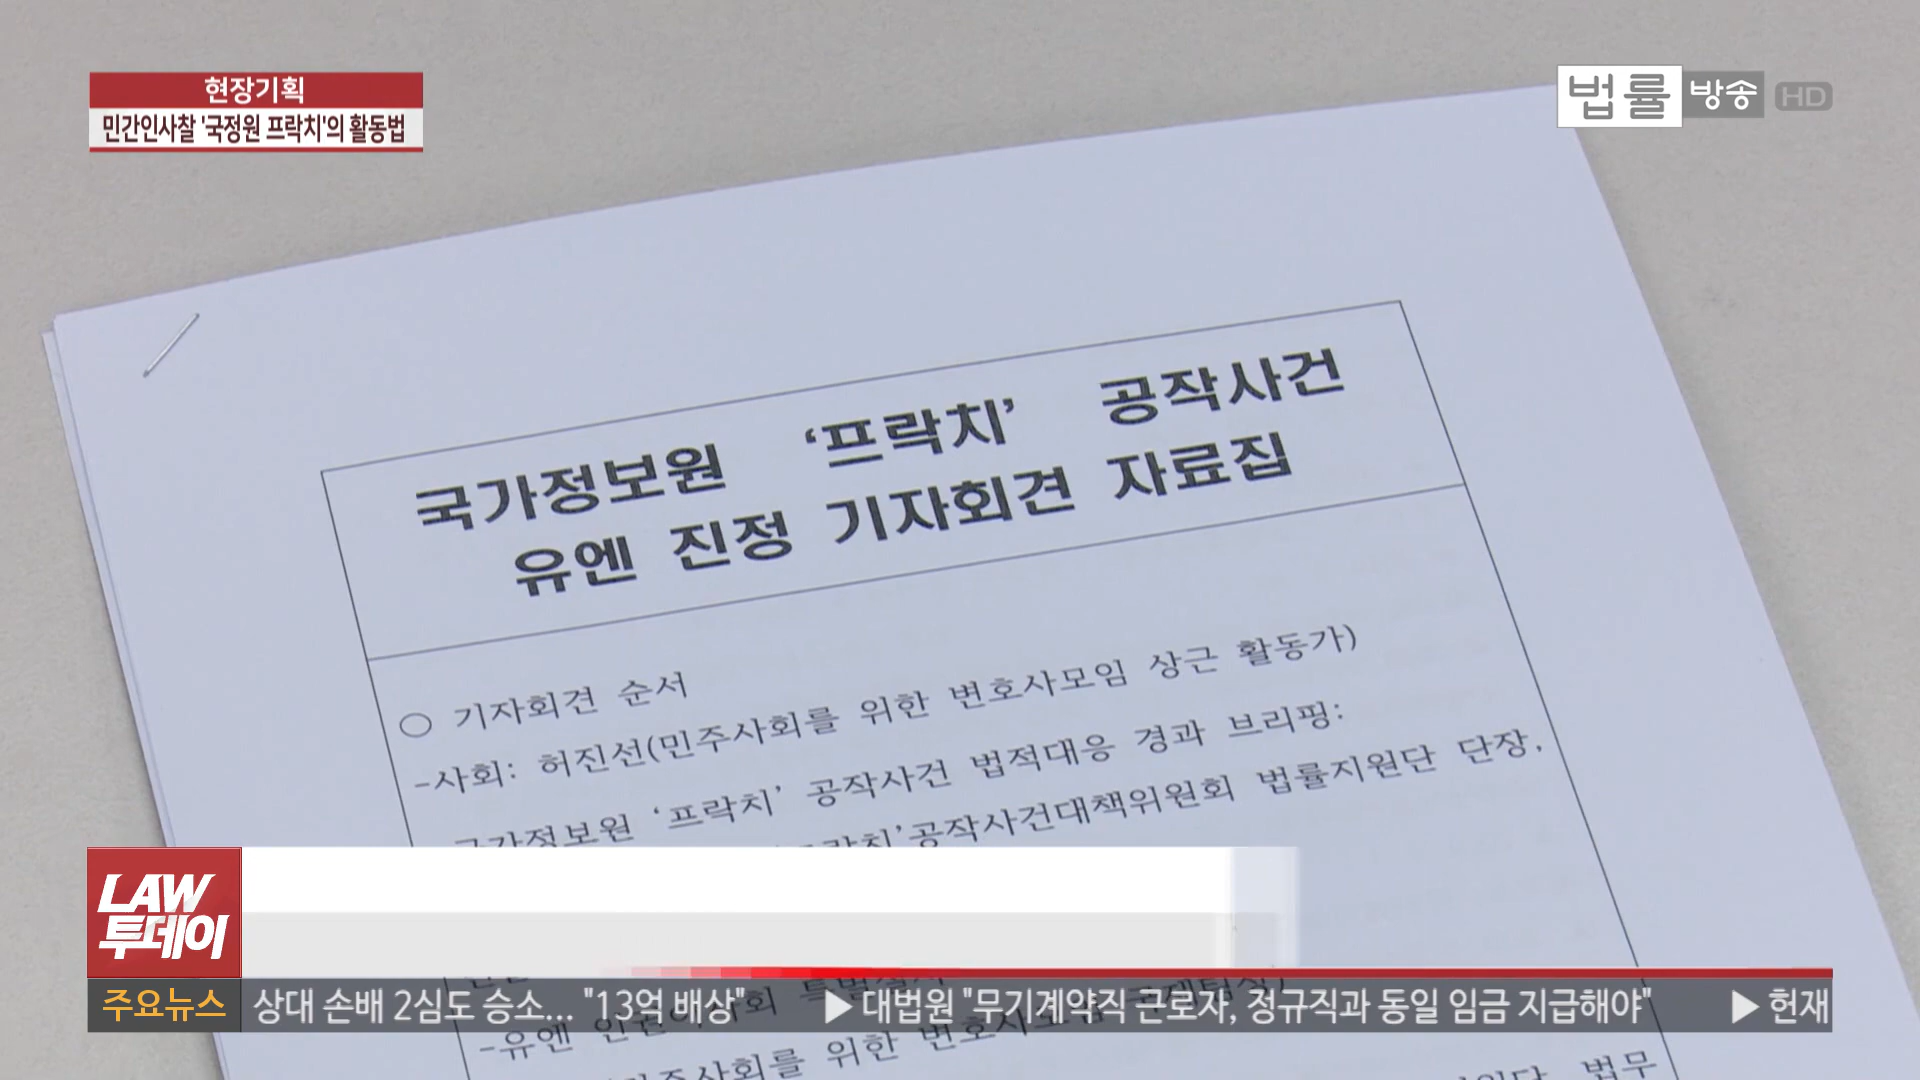 현장기획
민간인사찰 '국정원 프락치'의 활동법
법률방송 HD
국가정보원 '프락치' 공작사건
유엔 진정 기자회견 자료집
○ 기자회견 순서
-사회: 허진선(민주사회를 위한 변호사모임 상근 활동가)
국가정보원 '프락치' 공작사건 법적대응 경과 브리핑:
락치'공작사건대책위원회 법률지원단 단장,
LAW
투데이
주요뉴스 상대 손배 2심도 승소... "13억 배상" ▶대법원 "무기계약직 근로자, 정규직과 동일 임금 지급해야" ▶헌재
-유엔
위한 법무